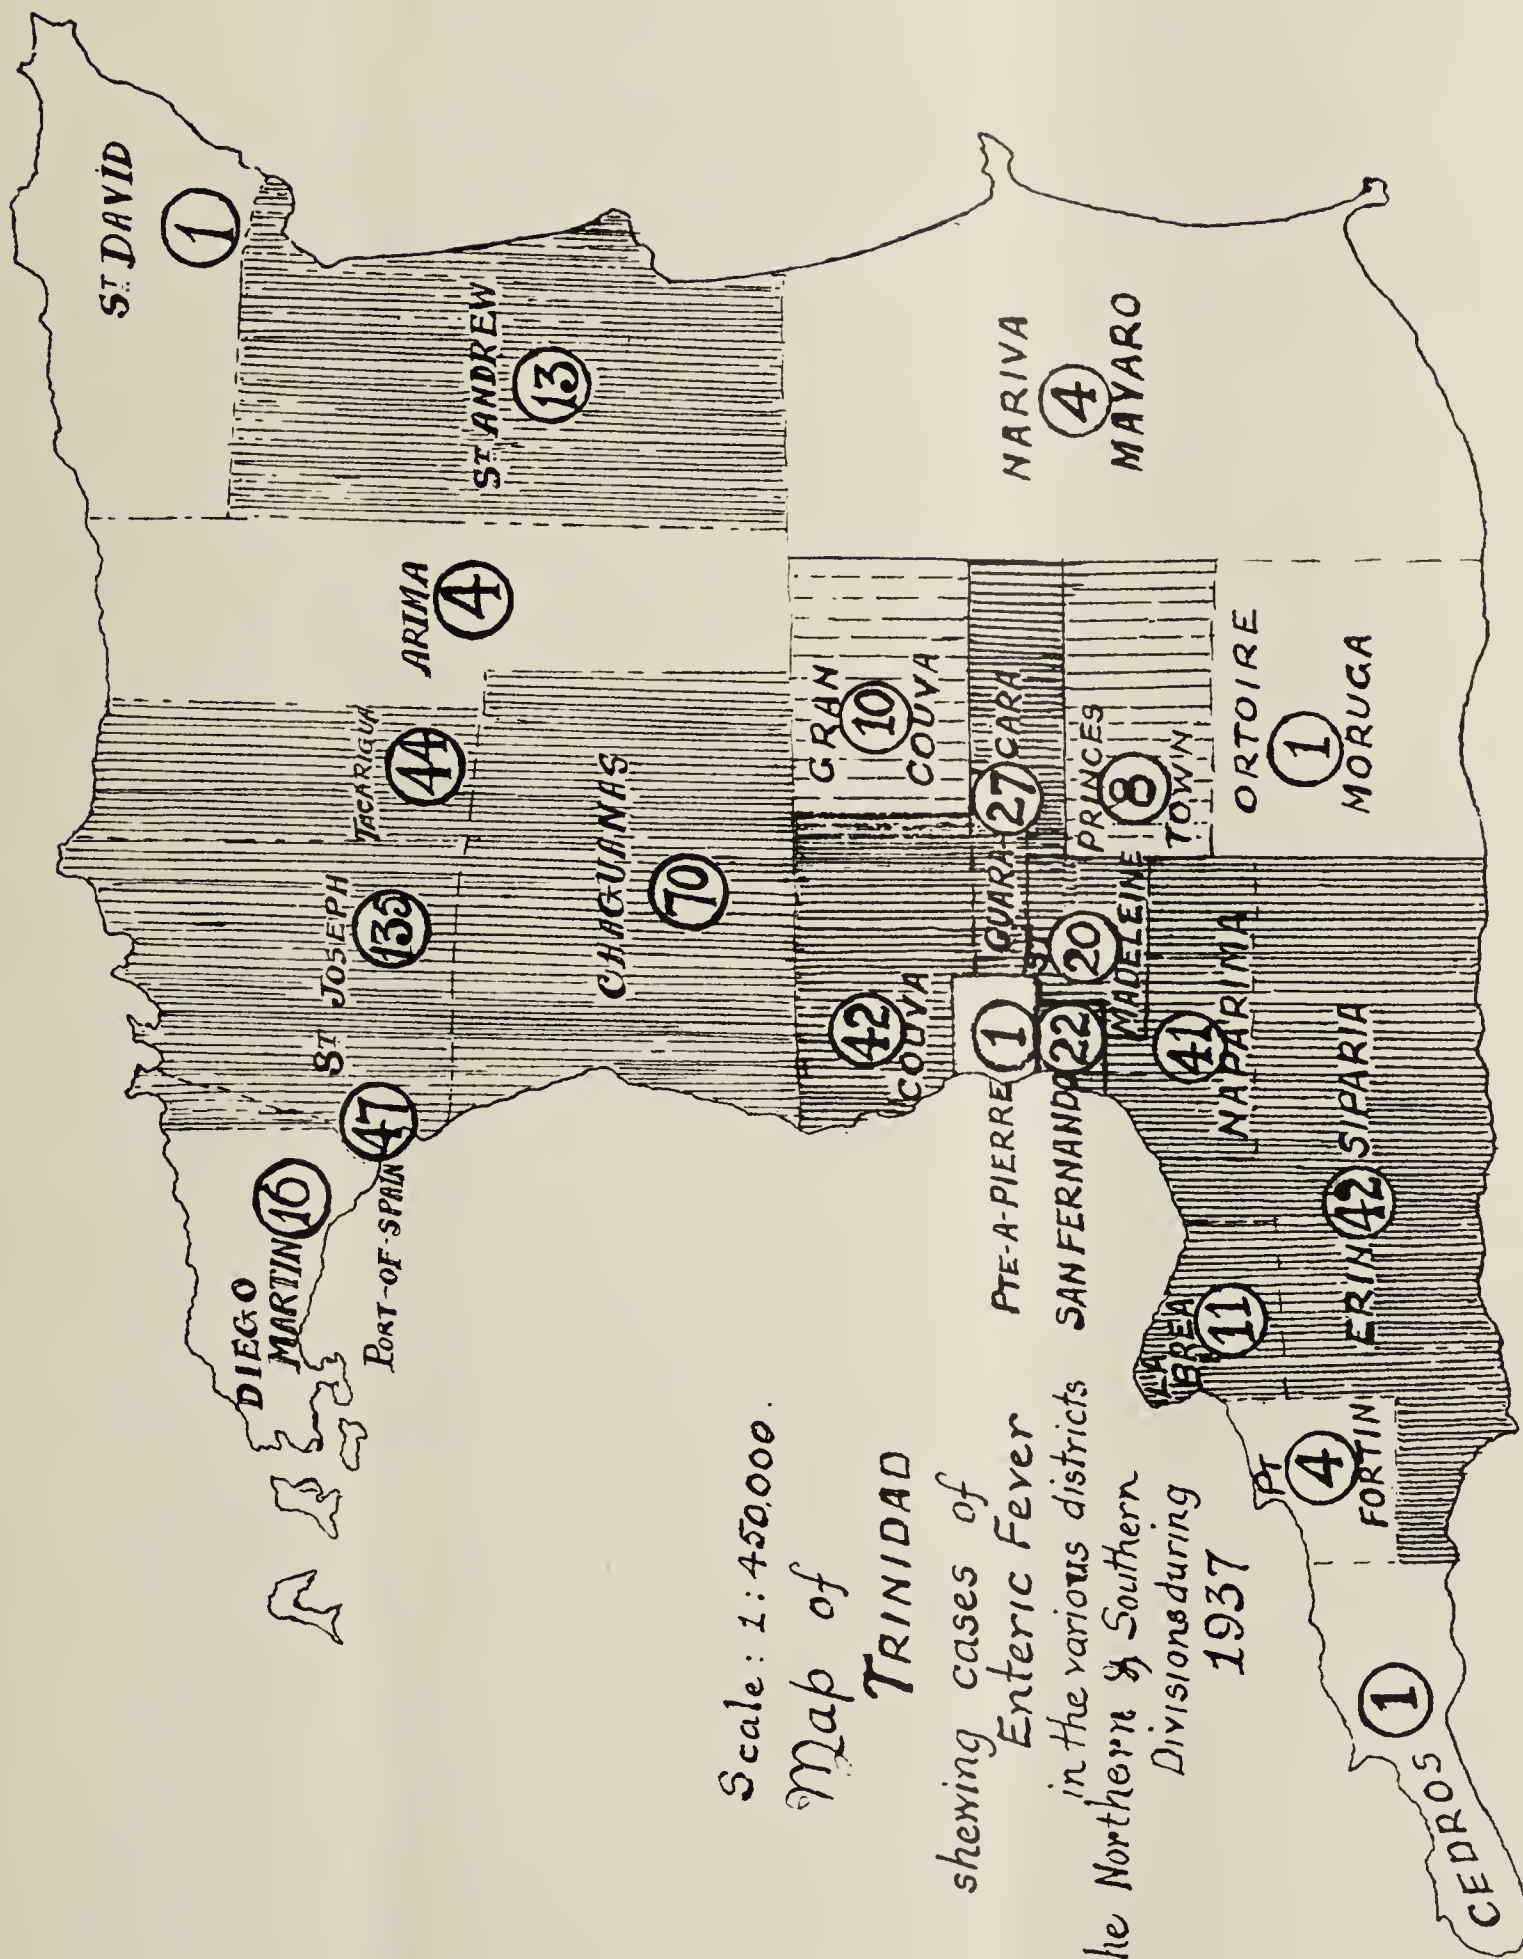 Scale: 1:450,000.
Map of
TRINIDAD
shewing cases of
Enteric Fever
in the various districts
he Northern & Southern
Divisions during
1937
ST DAVID
1
ST ANDREW
13
ARIMA
4
TACARIGUA
44
ST JOSEPH
135
47
PORT-OF-SPAIN
DIEGO
MARTIN 16
CHAGUANAS
70
NARIVA
4
MAYARO
GRAN
10
COUVA
42
COUVA
QUARA 27 CARA
PTE-A-PIERRE 1
SAN FERNANDO 22
ST
20
MADELEINE
PRINCES
8
TOWN
ORTOIRE
1
MORUGA
41
NAPARIMA
ERIN 42 SIPARIA
LA
BREA
11
PT
4
FORTIN
CEDROS 1